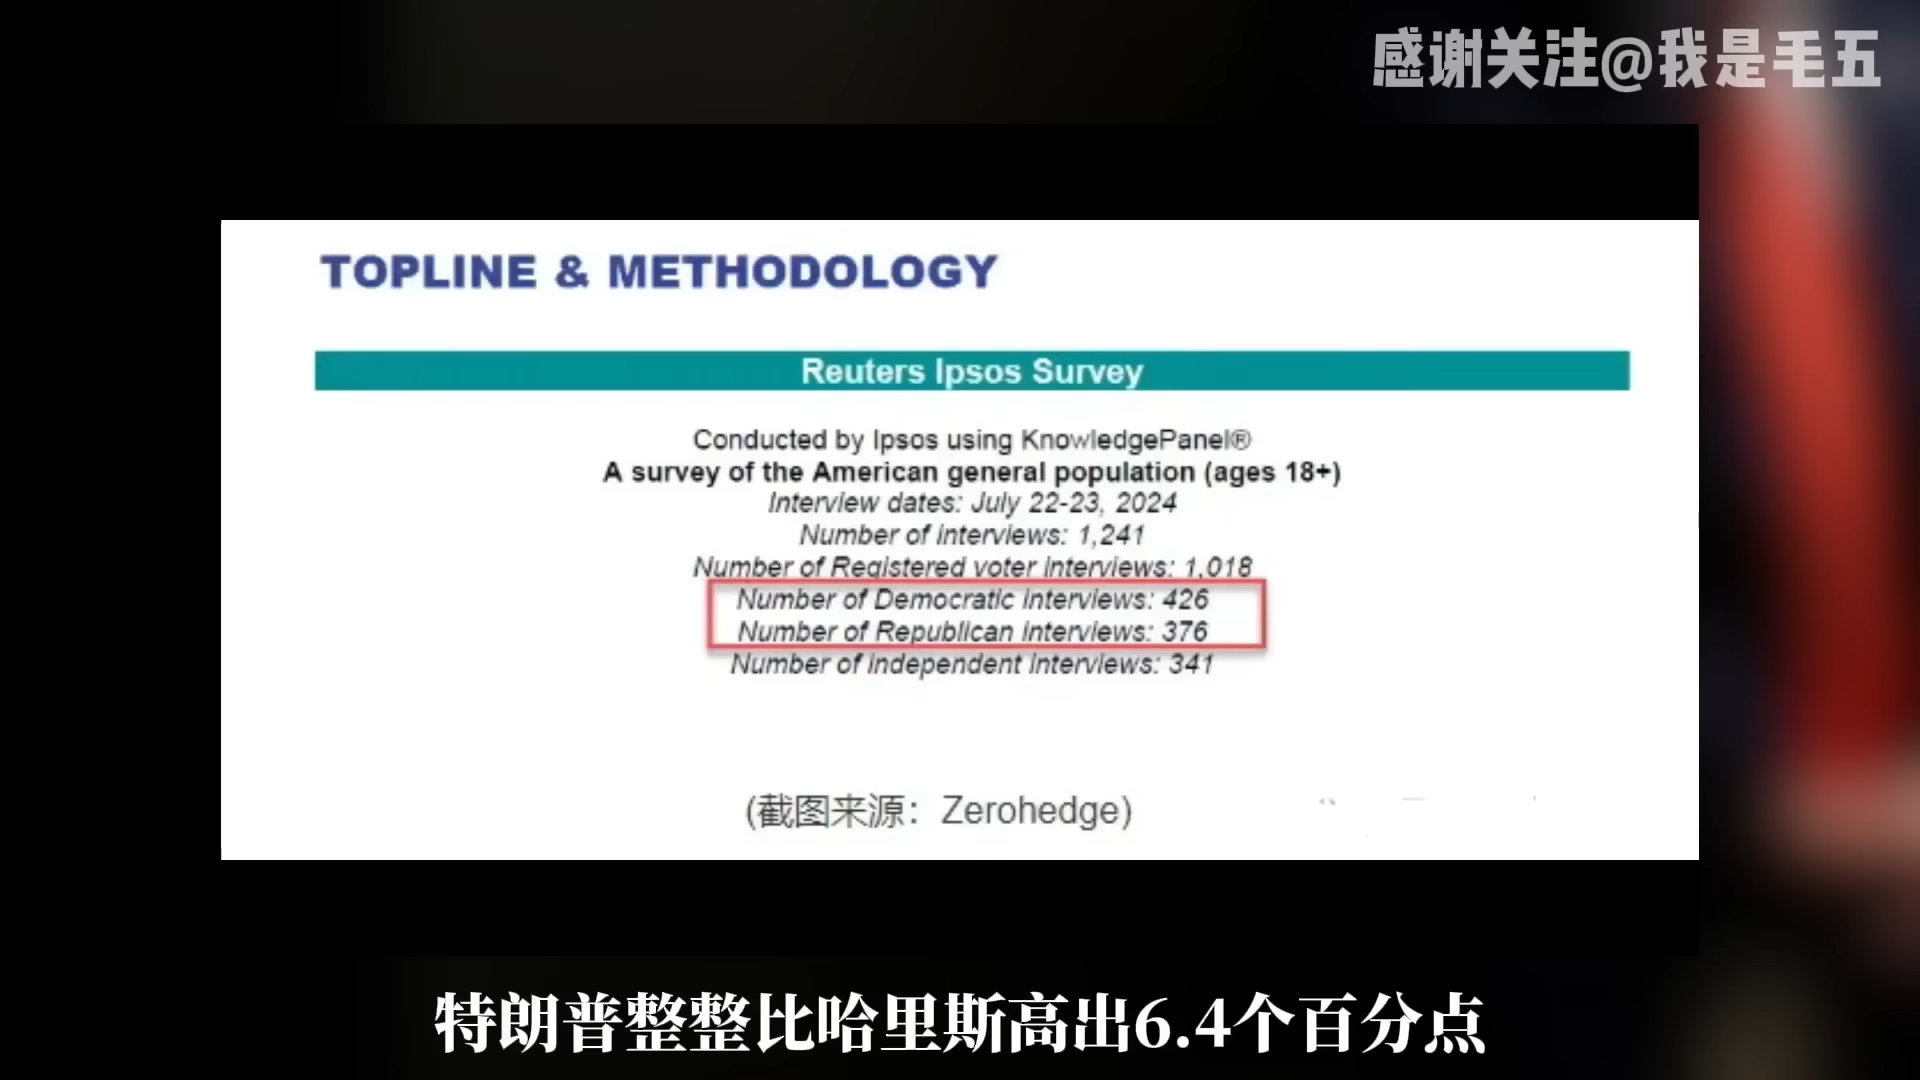 感谢关注@我是毛五
TOPLINE & METHODOLOGY
Reuters Ipsos Survey
Conducted by Ipsos using KnowledgePanel®
A survey of the American general population (ages 18+)
Interview dates: July 22-23, 2024
Number of interviews: 1,241
Number of Registered voter interviews: 1,018
Number of Democratic interviews: 426
Number of Republican interviews: 376
Number of independent interviews: 341
(截图来源：Zerohedge)
特朗普整整比哈里斯高出6.4个百分点